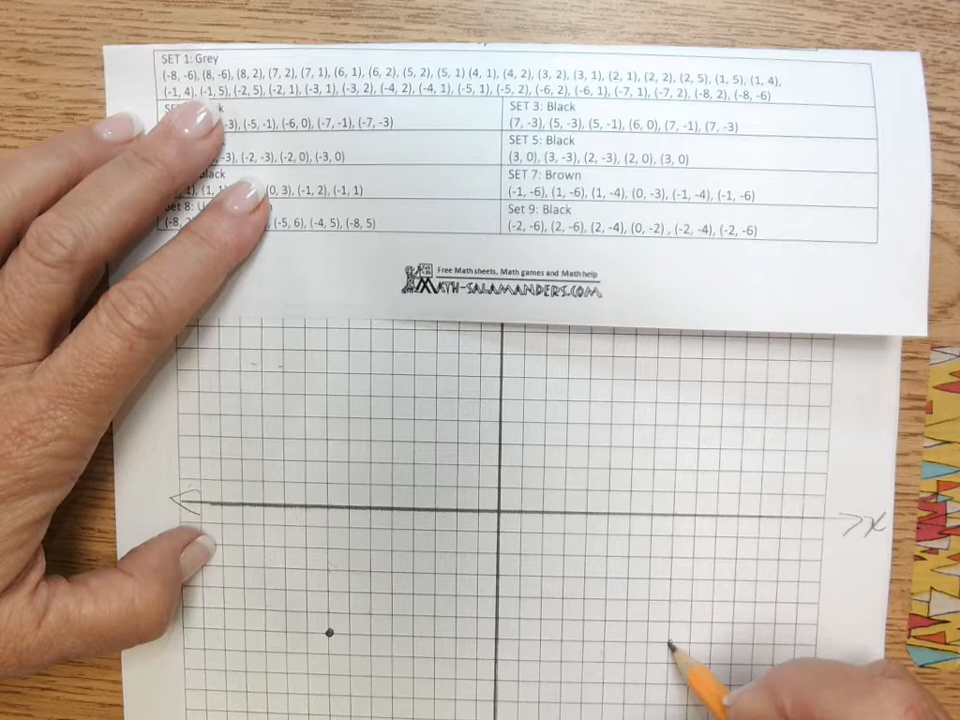 SET 1: Grey
(-8, -6), (8, -6), (8, 2), (7, 2), (7, 1), (6, 1), (6, 2), (5, 2), (5, 1) (4, 1), (4, 2), (3, 2), (3, 1), (2, 1), (2, 2), (2, 5), (1, 5), (1, 4),
(-1, 4), (-1, 5), (-2, 5), (-2, 1), (-3, 1), (-3, 2), (-4, 2), (-4, 1), (-5, 1), (-5, 2), (-6, 2), (-6, 1), (-7, 1), (-7, 2), (-8, 2), (-8, -6)
-3), (-5, -1), (-6, 0), (-7, -1), (-7, -3)
SET 3: Black
(7, -3), (5, -3), (5, -1), (6, 0), (7, -1), (7, -3)
-3), (-2, -3), (-2, 0), (-3, 0)
SET 5: Black
(3, 0), (3, -3), (2, -3), (2, 0), (3, 0)
(0, 3), (-1, 2), (-1, 1)
SET 7: Brown
(-1, -6), (1, -6), (1, -4), (0, -3), (-1, -4), (-1, -6)
Set 8:
(-8, (-5, 6), (-4, 5), (-8, 5)
Set 9: Black
(-2, -6), (2, -6), (2, -4), (0, -2) , (-2, -4), (-2, -6)
Free Math sheets, Math games and Math help
MATH-SALAMANDERS.COM
x